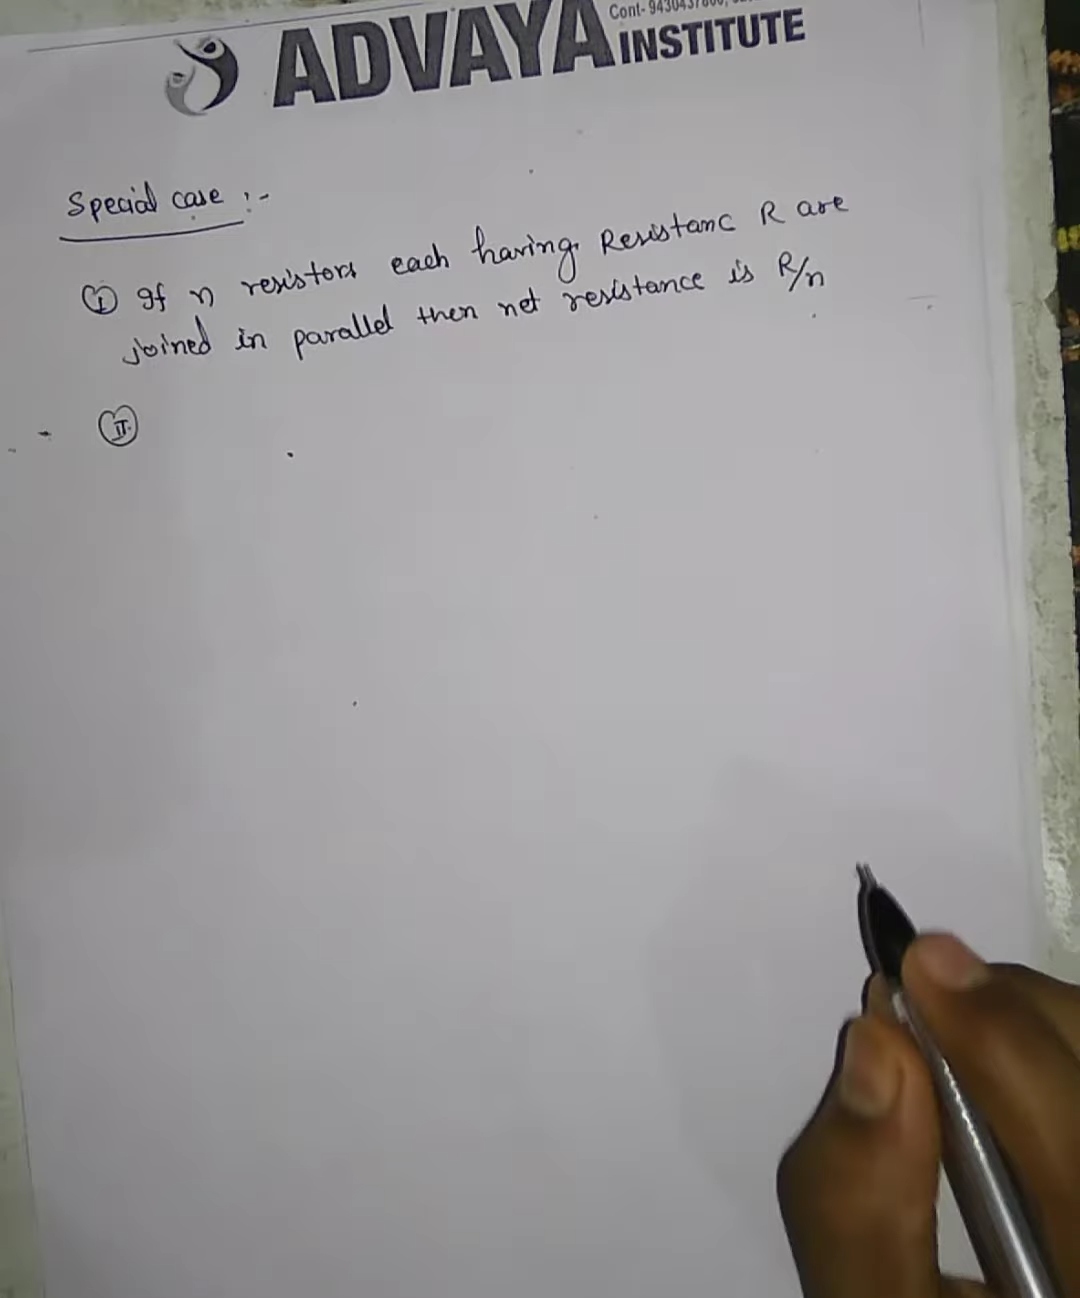 Cont- 9430437800,
ADVAYA INSTITUTE
Special case :-
(I) If n resistors each having Resistanc R are
joined in parallel then net resistance is R/n
(II)